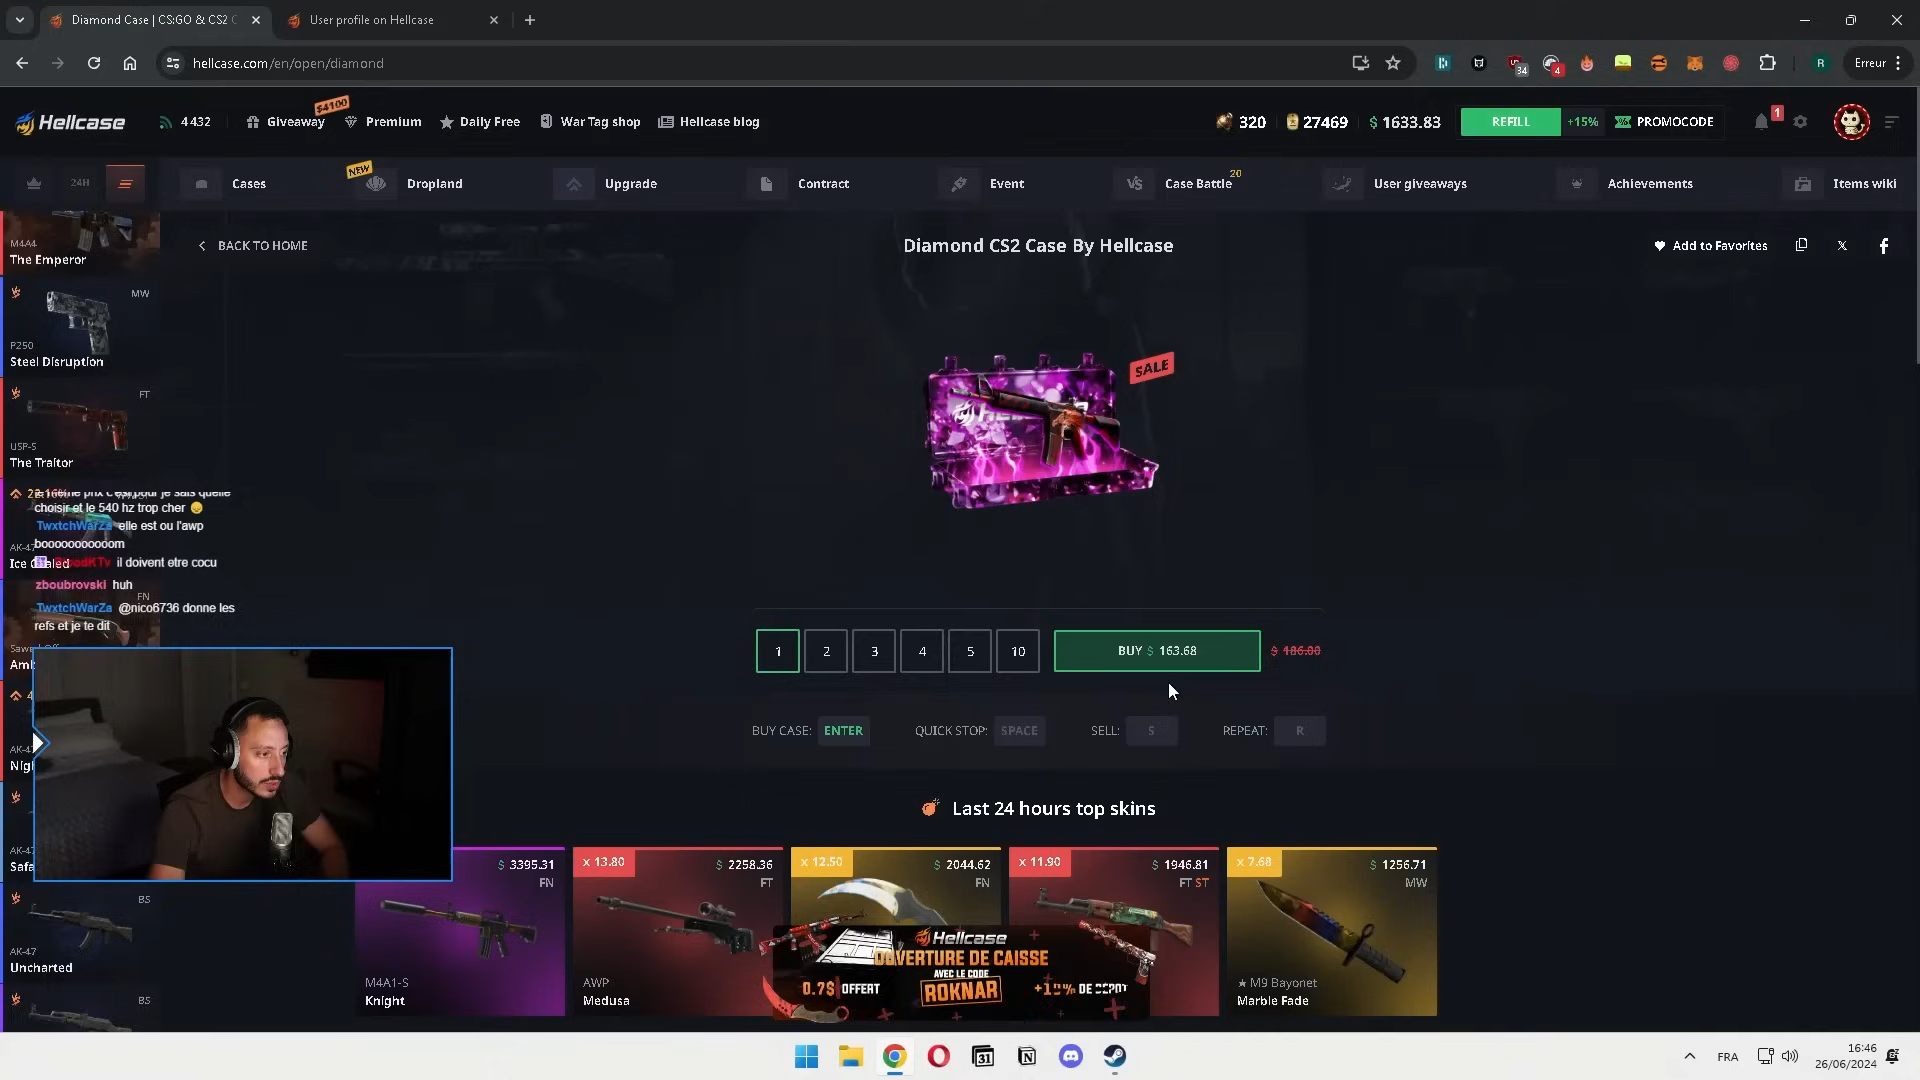 Diamond Case | CS:GO & CS2 C
User profile on Hellcase
hellcase.com/en/open/diamond
34
4
R
Erreur
Hellcase
4 432
Giveaway
$4100
Premium
Daily Free
War Tag shop
Hellcase blog
320
27469
$ 1633.83
REFILL
+15%
PROMOCODE
1
24H
Cases
NEW
Dropland
Upgrade
Contract
Event
VS
Case Battle
20
User giveaways
Achievements
Items wiki
M4A4
The Emperor
MW
P250
Steel Disruption
FT
USP-S
The Traitor
choisir et le 540 hz trop cher
TwxtchWarZa elle est ou l'awp
booooooooooom
il doivent etre cocu
zboubrovski huh
TwxtchWarZa @nico6736 donne les
refs et je te dit
FN
BS
AK-47
Uncharted
BS
BACK TO HOME
Diamond CS2 Case By Hellcase
Add to Favorites
SALE
1
2
3
4
5
10
BUY $ 163.68
$ 186.00
BUY CASE: ENTER
QUICK STOP: SPACE
SELL: S
REPEAT: R
Last 24 hours top skins
$ 3395.31
FN
M4A1-S
Knight
x 13.80
$ 2258.36
FT
AWP
Medusa
x 12.50
$ 2044.62
FN
x 11.90
$ 1946.81
FT ST
x 7.68
$ 1256.71
MW
★ M9 Bayonet
Marble Fade
Hellcase
OUVERTURE DE CAISSE
AVEC LE CODE
ROKNAR
OFFERT
FRA
16:46
26/06/2024
31